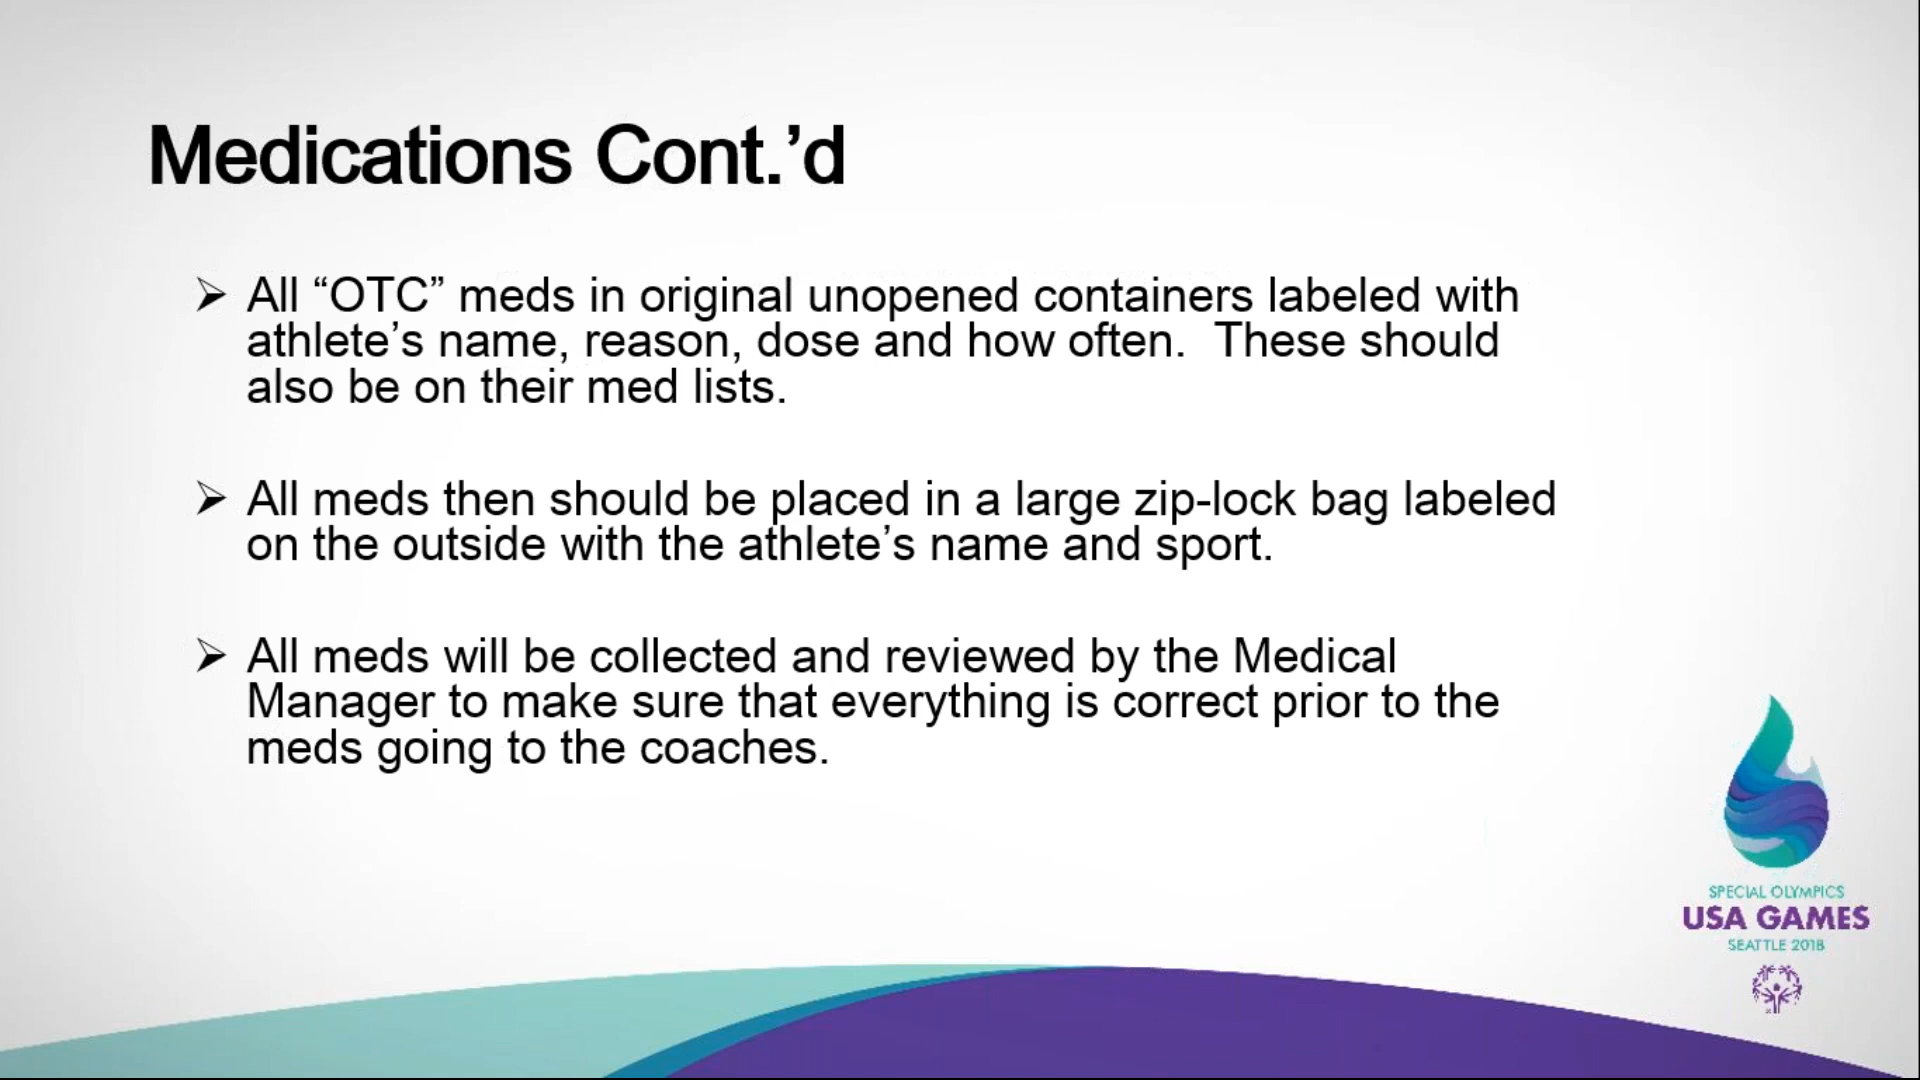 Medications Cont.’d
➢ All “OTC” meds in original unopened containers labeled with
athlete’s name, reason, dose and how often.  These should
also be on their med lists.
➢ All meds then should be placed in a large zip-lock bag labeled
on the outside with the athlete’s name and sport.
➢ All meds will be collected and reviewed by the Medical
Manager to make sure that everything is correct prior to the
meds going to the coaches.
SPECIAL OLYMPICS
USA GAMES
SEATTLE 2018